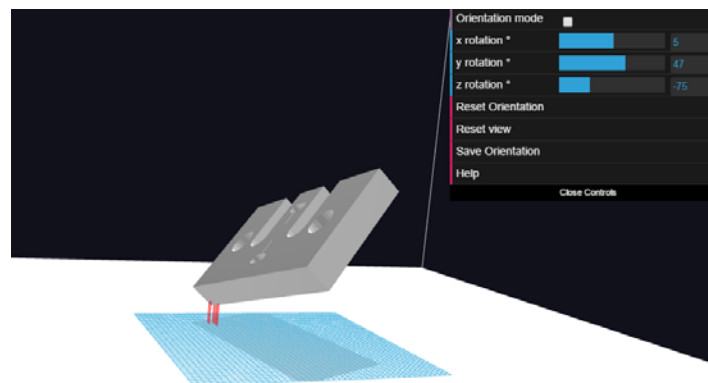 Orientation mode
x rotation ° 5
y rotation ° 47
z rotation ° -75
Reset Orientation
Reset view
Save Orientation
Help
Close Controls